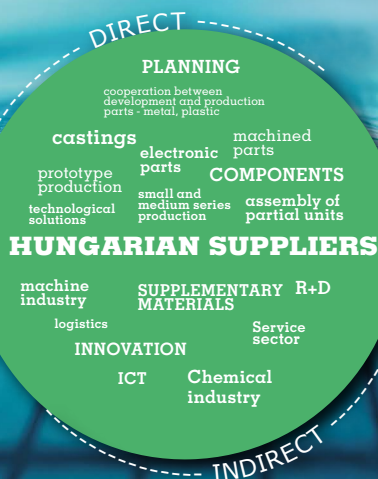 DIRECT
PLANNING
cooperation between
development and production
parts - metal, plastic
castings
machined
parts
electronic
parts
prototype
production
COMPONENTS
small and
medium series
production
assembly of
partial units
technological
solutions
HUNGARIAN SUPPLIERS
machine
industry
SUPPLEMENTARY
MATERIALS
R+D
logistics
Service
sector
INNOVATION
ICT
Chemical
industry
INDIRECT